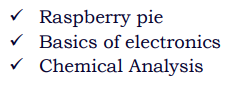 ✓ Raspberry pie
✓ Basics of electronics
✓ Chemical Analysis